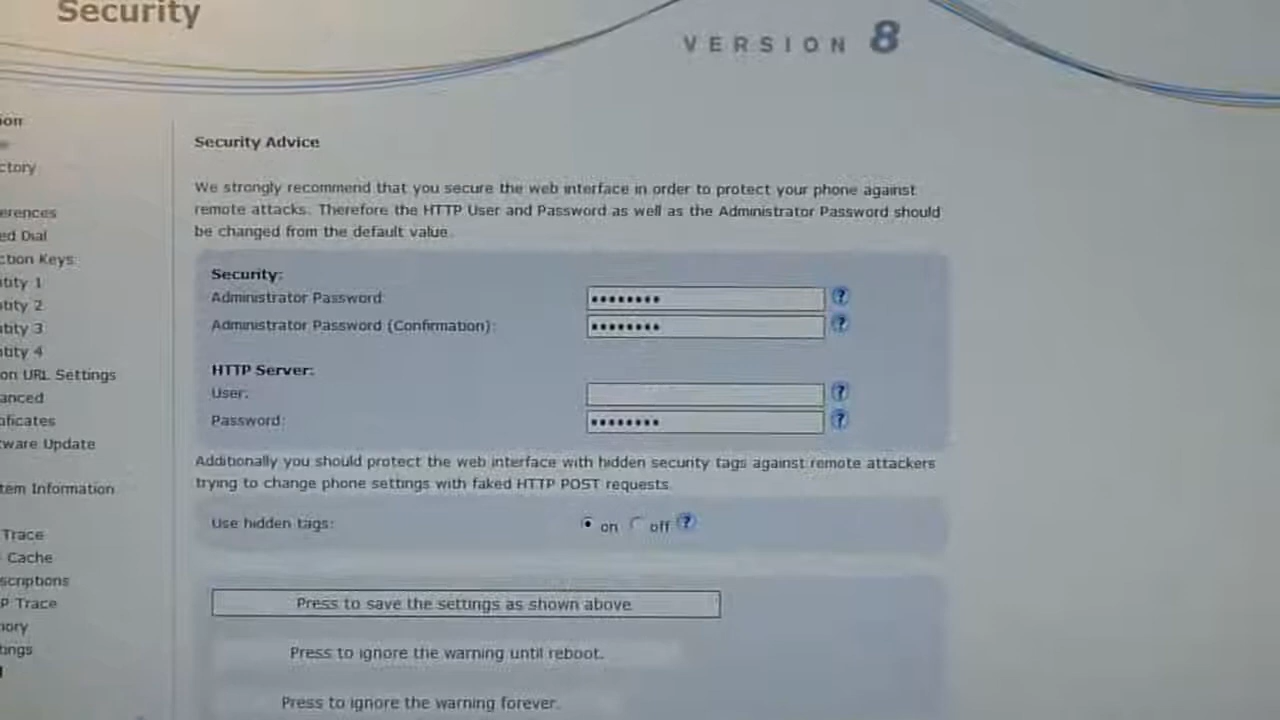 Security
VERSION 8
ctory
erences
ed Dial
ction Keys
tity 1
tity 2
tity 3
tity 4
on URL Settings
anced
ificates
tware Update
tem Information
Trace
Cache
scriptions
P Trace
nory
tings
Security Advice
We strongly recommend that you secure the web interface in order to protect your phone against
remote attacks. Therefore the HTTP User and Password as well as the Administrator Password should
be changed from the default value.
Security:
Administrator Password:
Administrator Password (Confirmation):
HTTP Server:
User:
Password:
Additionally you should protect the web interface with hidden security tags against remote attackers
trying to change phone settings with faked HTTP POST requests.
Use hidden tags: on off
Press to save the settings as shown above.
Press to ignore the warning until reboot.
Press to ignore the warning forever.